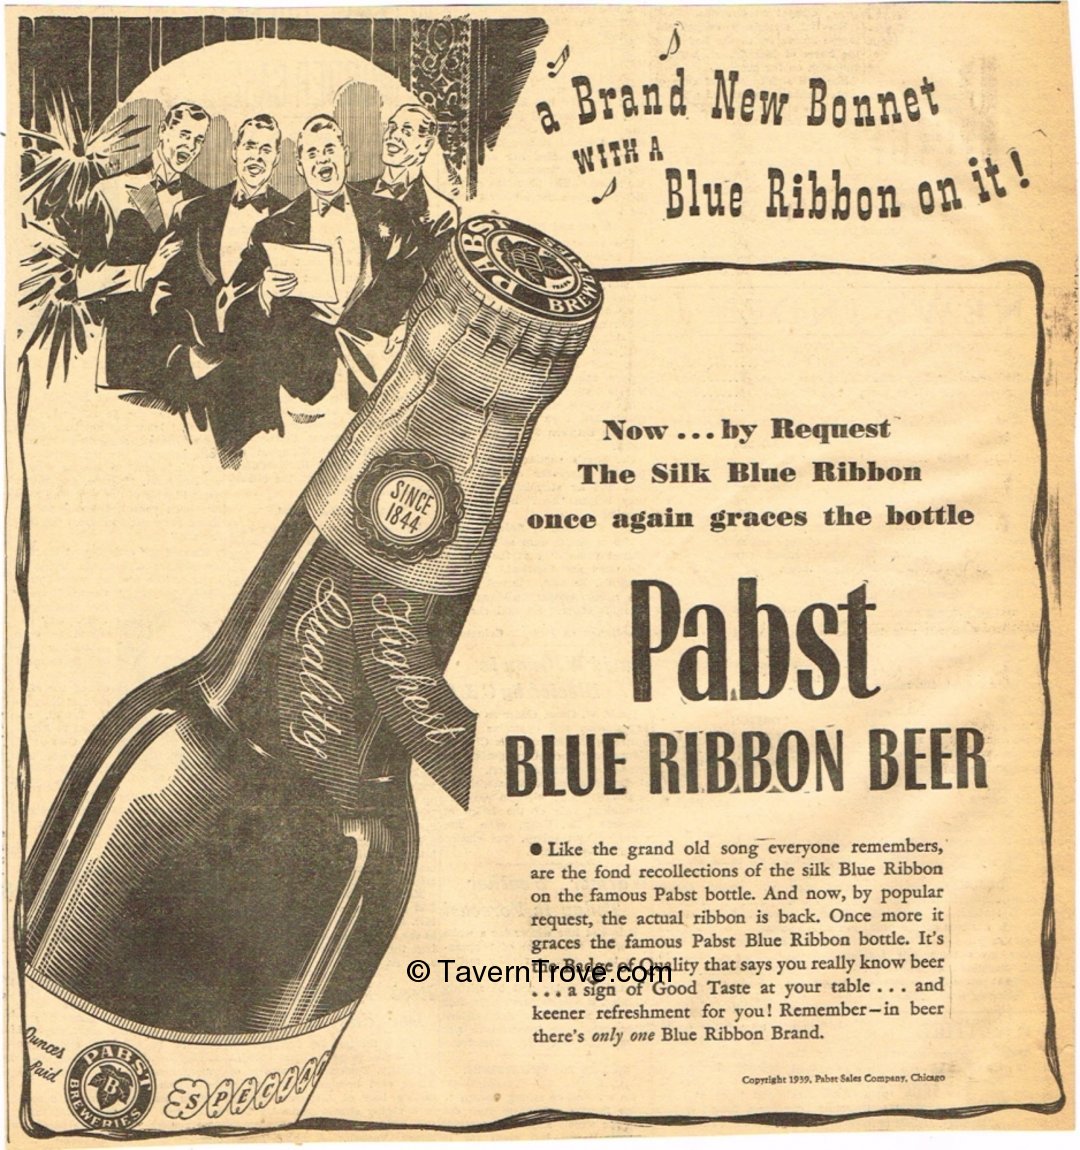 a Brand New Bonnet
WITH A
Blue Ribbon on it!
PABST
BREW
TRADE
SINCE
1844
Highest
Quality
Now ... by Request
The Silk Blue Ribbon
once again graces the bottle
Pabst
BLUE RIBBON BEER
● Like the grand old song everyone remembers,
are the fond recollections of the silk Blue Ribbon
on the famous Pabst bottle. And now, by popular
request, the actual ribbon is back. Once more it
graces the famous Pabst Blue Ribbon bottle. It's
the Badge of Quality that says you really know beer
... a sign of Good Taste at your table ... and
keener refreshment for you! Remember—in beer
there's only one Blue Ribbon Brand.
© TavernTrove.com
Ounces
Paid
PABST
B
BREWERIES
SPECIAL
Copyright 1939, Pabst Sales Company, Chicago